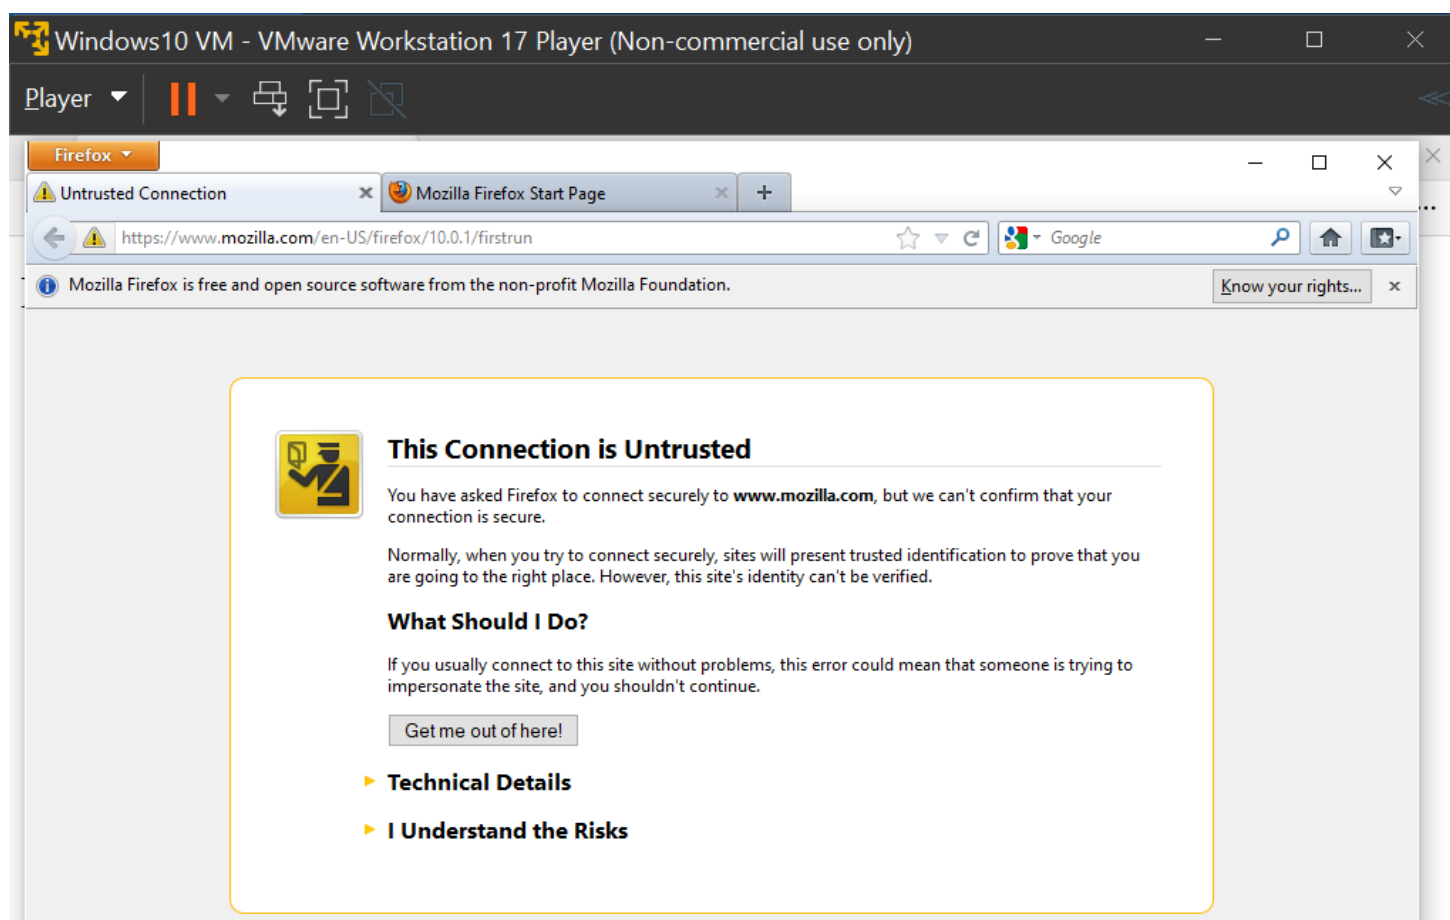 Windows10 VM - VMware Workstation 17 Player (Non-commercial use only)
Player
Firefox
Untrusted Connection
Mozilla Firefox Start Page
https://www.mozilla.com/en-US/firefox/10.0.1/firstrun
Google
Mozilla Firefox is free and open source software from the non-profit Mozilla Foundation.
Know your rights...
This Connection is Untrusted
You have asked Firefox to connect securely to www.mozilla.com, but we can't confirm that your
connection is secure.
Normally, when you try to connect securely, sites will present trusted identification to prove that you
are going to the right place. However, this site's identity can't be verified.
What Should I Do?
If you usually connect to this site without problems, this error could mean that someone is trying to
impersonate the site, and you shouldn't continue.
Get me out of here!
Technical Details
I Understand the Risks